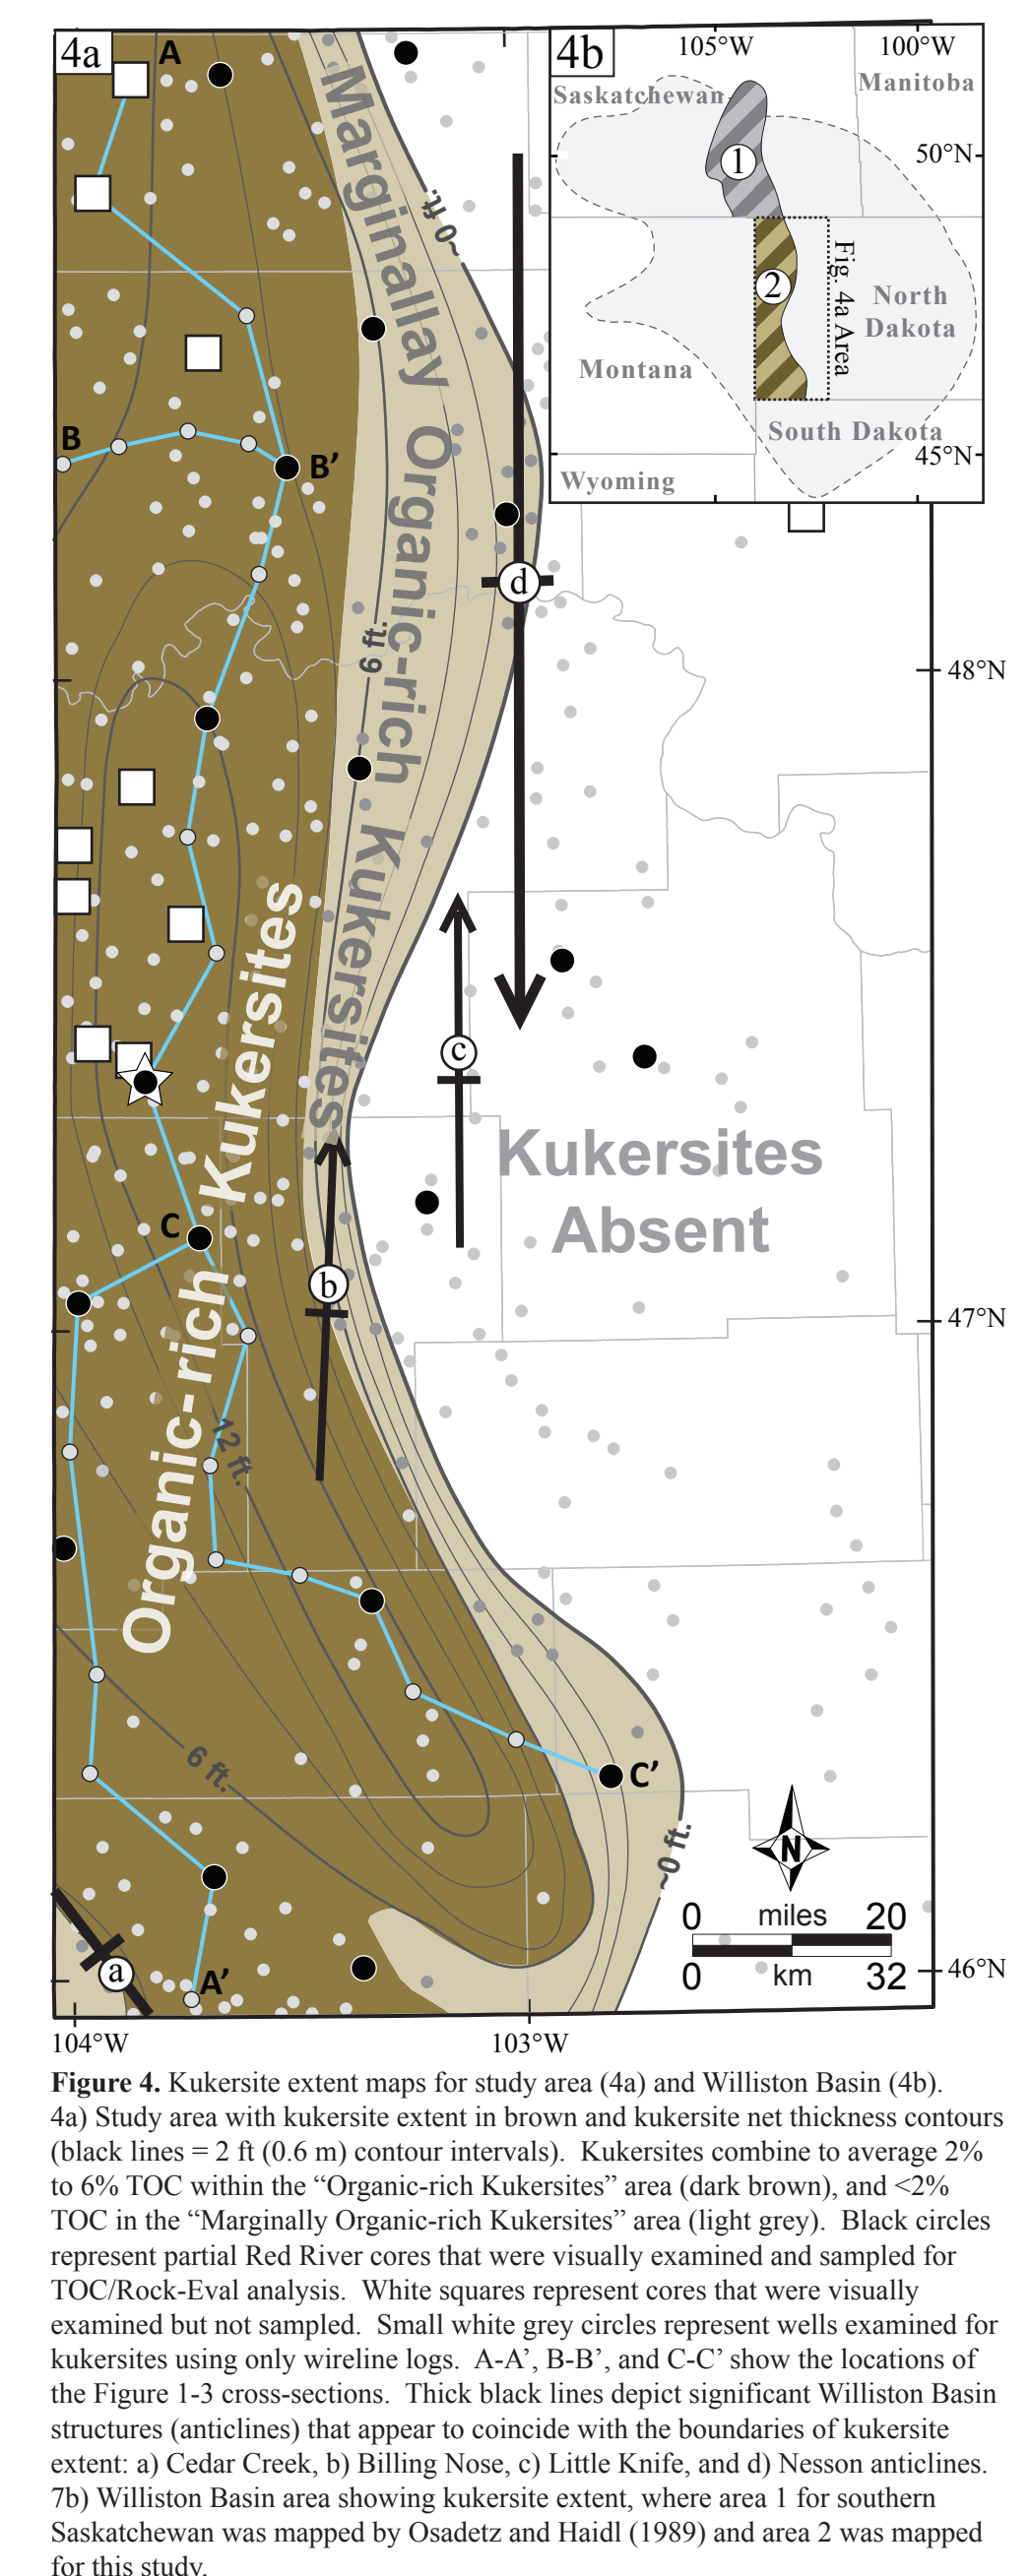 4a
A
4b
105°W
100°W
Saskatchewan
Manitoba
1
50°N
2
Fig. 4a Area
North
Dakota
Montana
South Dakota
45°N
Wyoming
~0 ft.
Marginallay Organic-rich Kukersites
B
B’
d
6 ft.
48°N
Organic-rich Kukersites
c
Kukersites
Absent
C
b
47°N
12 ft.
6 ft.
C’
~0 ft.
N
0 miles 20
0 km 32
a
A’
46°N
104°W
103°W
Figure 4. Kukersite extent maps for study area (4a) and Williston Basin (4b).
4a) Study area with kukersite extent in brown and kukersite net thickness contours
(black lines = 2 ft (0.6 m) contour intervals). Kukersites combine to average 2%
to 6% TOC within the “Organic-rich Kukersites” area (dark brown), and <2%
TOC in the “Marginally Organic-rich Kukersites” area (light grey). Black circles
represent partial Red River cores that were visually examined and sampled for
TOC/Rock-Eval analysis. White squares represent cores that were visually
examined but not sampled. Small white grey circles represent wells examined for
kukersites using only wireline logs. A-A’, B-B’, and C-C’ show the locations of
the Figure 1-3 cross-sections. Thick black lines depict significant Williston Basin
structures (anticlines) that appear to coincide with the boundaries of kukersite
extent: a) Cedar Creek, b) Billing Nose, c) Little Knife, and d) Nesson anticlines.
7b) Williston Basin area showing kukersite extent, where area 1 for southern
Saskatchewan was mapped by Osadetz and Haidl (1989) and area 2 was mapped
for this study.